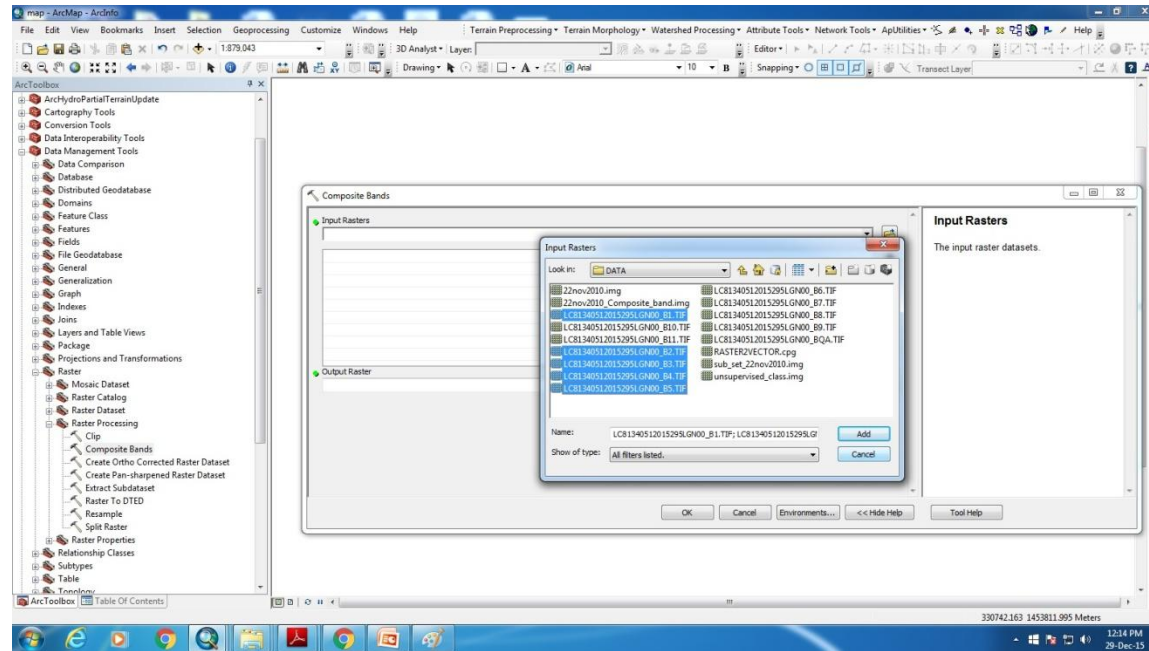 map - ArcMap - ArcInfo
File Edit View Bookmarks Insert Selection Geoprocessing Customize Windows Help Terrain Preprocessing Terrain Morphology Watershed Processing Attribute Tools Network Tools ApUtilities Help
1:879,043 3D Analyst Layer: Editor
Drawing A Arial 10 B Snapping Transect Layer
ArcToolbox
ArcHydroPartialTerrainUpdate
Cartography Tools
Conversion Tools
Data Interoperability Tools
Data Management Tools
Data Comparison
Database
Distributed Geodatabase
Domains
Feature Class
Features
Fields
File Geodatabase
General
Generalization
Graph
Indexes
Joins
Layers and Table Views
Package
Projections and Transformations
Raster
Mosaic Dataset
Raster Catalog
Raster Dataset
Raster Processing
Clip
Composite Bands
Create Ortho Corrected Raster Dataset
Create Pan-sharpened Raster Dataset
Extract Subdataset
Raster To DTED
Resample
Split Raster
Raster Properties
Relationship Classes
Subtypes
Table
Topology
ArcToolbox Table Of Contents
Composite Bands
Input Rasters
Output Raster
Input Rasters
Look in: DATA
22nov2010.img
22nov2010_Composite_band.img
LC81340512015295LGN00_B1.TIF
LC81340512015295LGN00_B10.TIF
LC81340512015295LGN00_B11.TIF
LC81340512015295LGN00_B2.TIF
LC81340512015295LGN00_B3.TIF
LC81340512015295LGN00_B4.TIF
LC81340512015295LGN00_B5.TIF
LC81340512015295LGN00_B6.TIF
LC81340512015295LGN00_B7.TIF
LC81340512015295LGN00_B8.TIF
LC81340512015295LGN00_B9.TIF
LC81340512015295LGN00_BQA.TIF
RASTER2VECTOR.cpg
sub_set_22nov2010.img
unsupervised_class.img
Name: LC81340512015295LGN00_B1.TIF; LC81340512015295LG Add
Show of type: All filters listed. Cancel
Input Rasters
The input raster datasets.
OK Cancel Environments... << Hide Help Tool Help
330742.163 1453811.995 Meters
12:14 PM
29-Dec-15